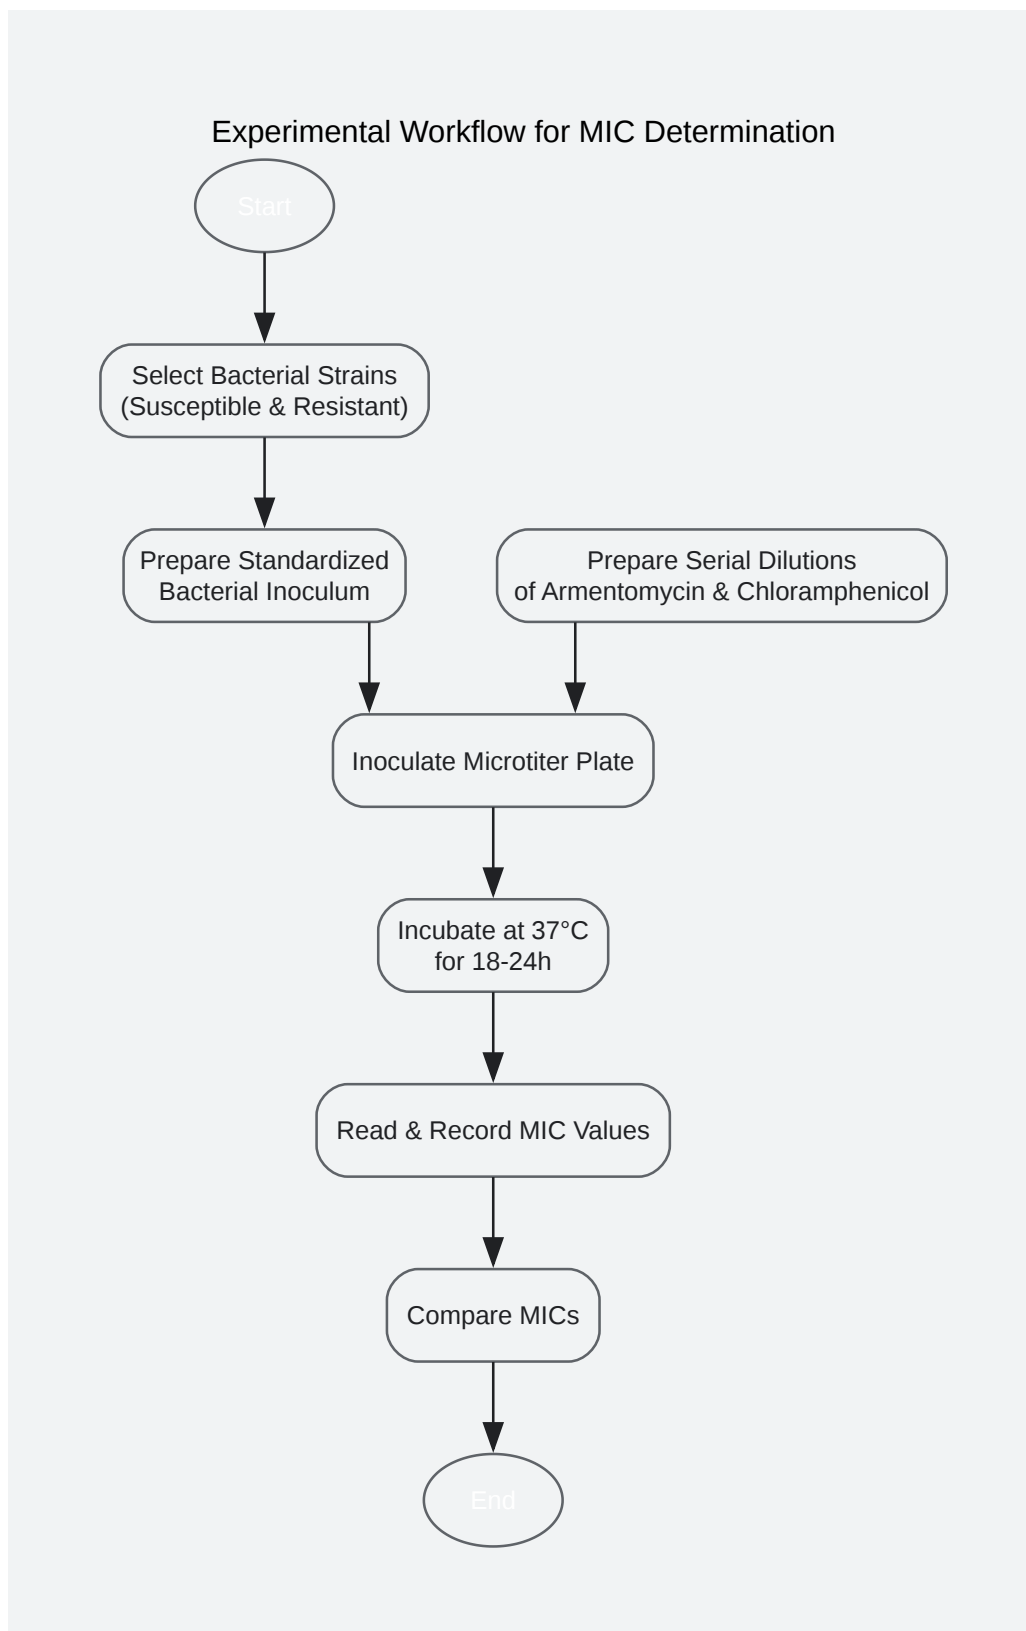 Experimental Workflow for MIC Determination
Start
Select Bacterial Strains
(Susceptible & Resistant)
Prepare Standardized
Bacterial Inoculum
Prepare Serial Dilutions
of Armentomycin & Chloramphenicol
Inoculate Microtiter Plate
Incubate at 37°C
for 18-24h
Read & Record MIC Values
Compare MICs
End